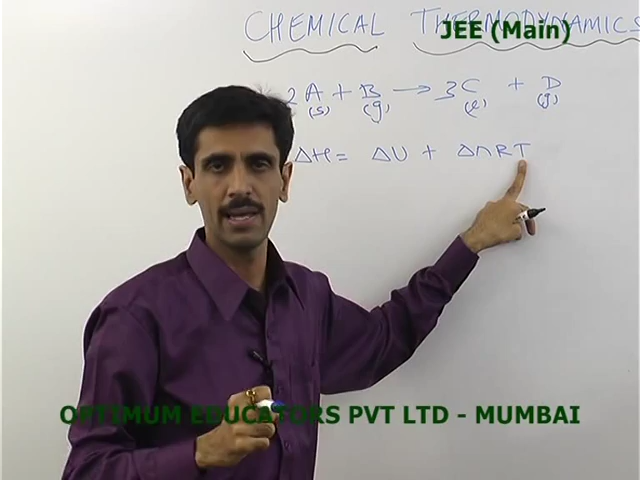 CHEMICAL THERMODYNAMICS
JEE (Main)
2A(s) + B(g) → 3C(l) + D(g)
ΔH = ΔU + ΔnRT
OPTIMUM EDUCATORS PVT LTD - MUMBAI